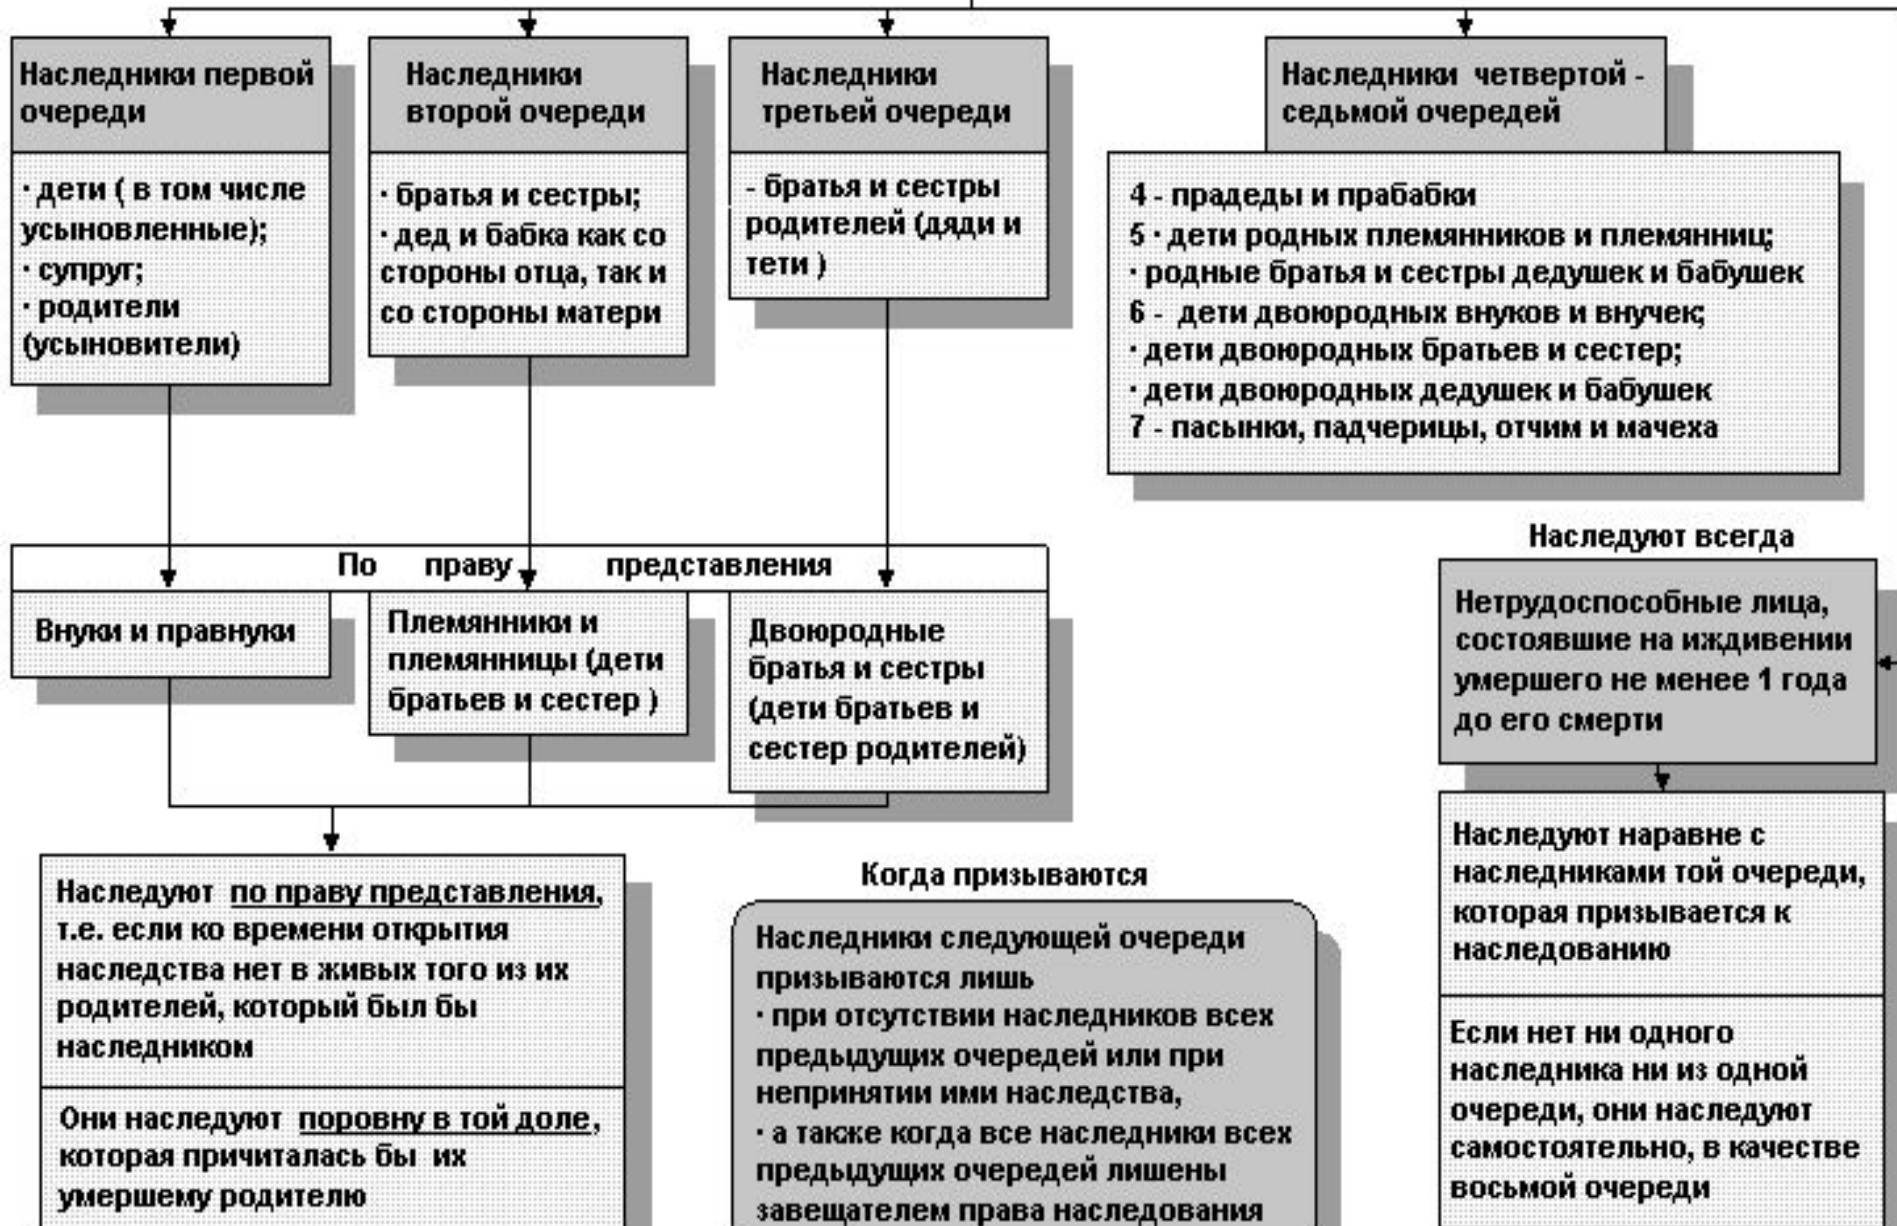 Наследники первой
очереди
· дети ( в том числе
усыновленные);
· супруг;
· родители
(усыновители)
Наследники
второй очереди
· братья и сестры;
· дед и бабка как со
стороны отца, так и
со стороны матери
Наследники
третьей очереди
- братья и сестры
родителей (дяди и
тети )
Наследники четвертой -
седьмой очередей
4 - прадеды и прабабки
5 · дети родных племянников и племянниц;
· родные братья и сестры дедушек и бабушек
6 - дети двоюродных внуков и внучек;
· дети двоюродных братьев и сестер;
· дети двоюродных дедушек и бабушек
7 - пасынки, падчерицы, отчим и мачеха
По праву представления
Внуки и правнуки
Племянники и
племянницы (дети
братьев и сестер )
Двоюродные
братья и сестры
(дети братьев и
сестер родителей)
Наследуют по праву представления,
т.е. если ко времени открытия
наследства нет в живых того из их
родителей, который был бы
наследником
Они наследуют поровну в той доле,
которая причиталась бы их
умершему родителю
Когда призываются
Наследники следующей очереди
призываются лишь
· при отсутствии наследников всех
предыдущих очередей или при
непринятии ими наследства,
· а также когда все наследники всех
предыдущих очередей лишены
завещателем права наследования
Наследуют всегда
Нетрудоспособные лица,
состоявшие на иждивении
умершего не менее 1 года
до его смерти
Наследуют наравне с
наследниками той очереди,
которая призывается к
наследованию
Если нет ни одного
наследника ни из одной
очереди, они наследуют
самостоятельно, в качестве
восьмой очереди